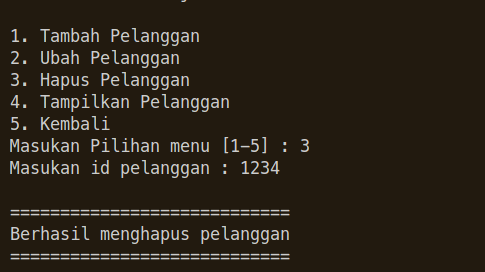 1. Tambah Pelanggan
2. Ubah Pelanggan
3. Hapus Pelanggan
4. Tampilkan Pelanggan
5. Kembali
Masukan Pilihan menu [1-5] : 3
Masukan id pelanggan : 1234
============================
Berhasil menghapus pelanggan
============================